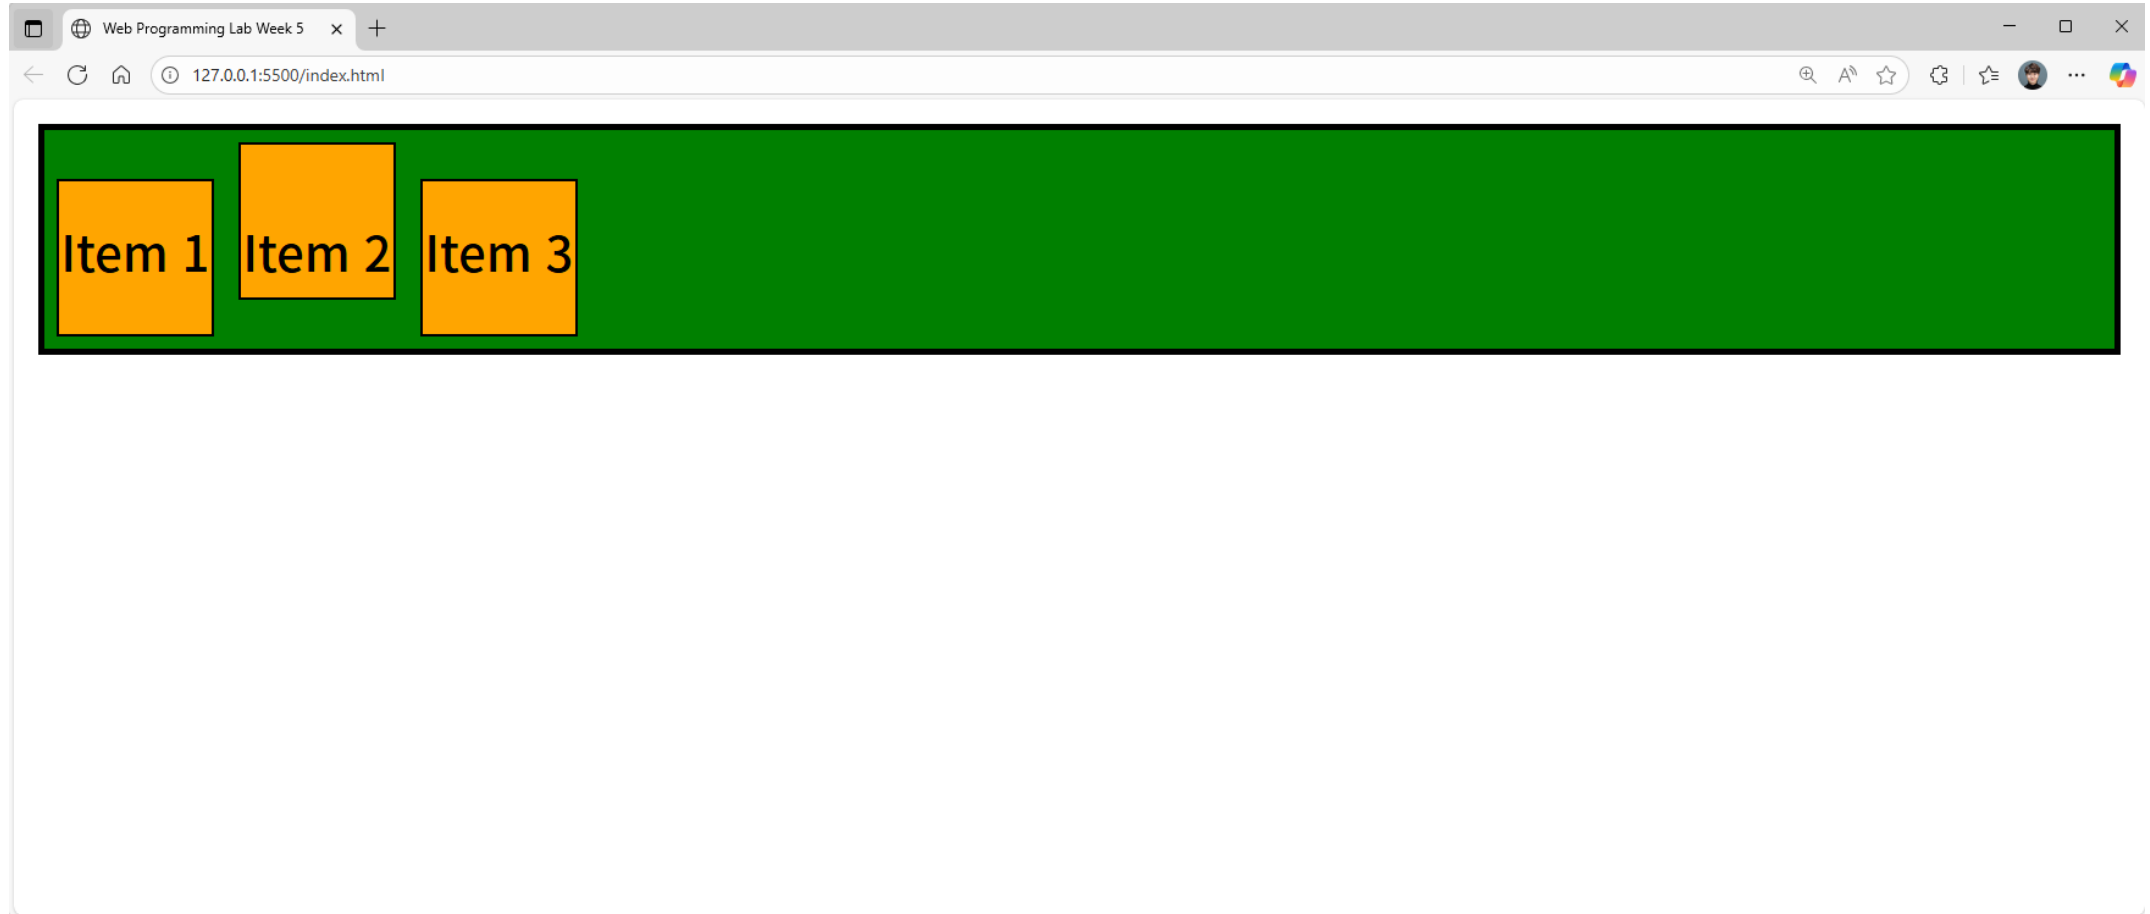 Web Programming Lab Week 5
127.0.0.1:5500/index.html
Item 1 Item 2 Item 3